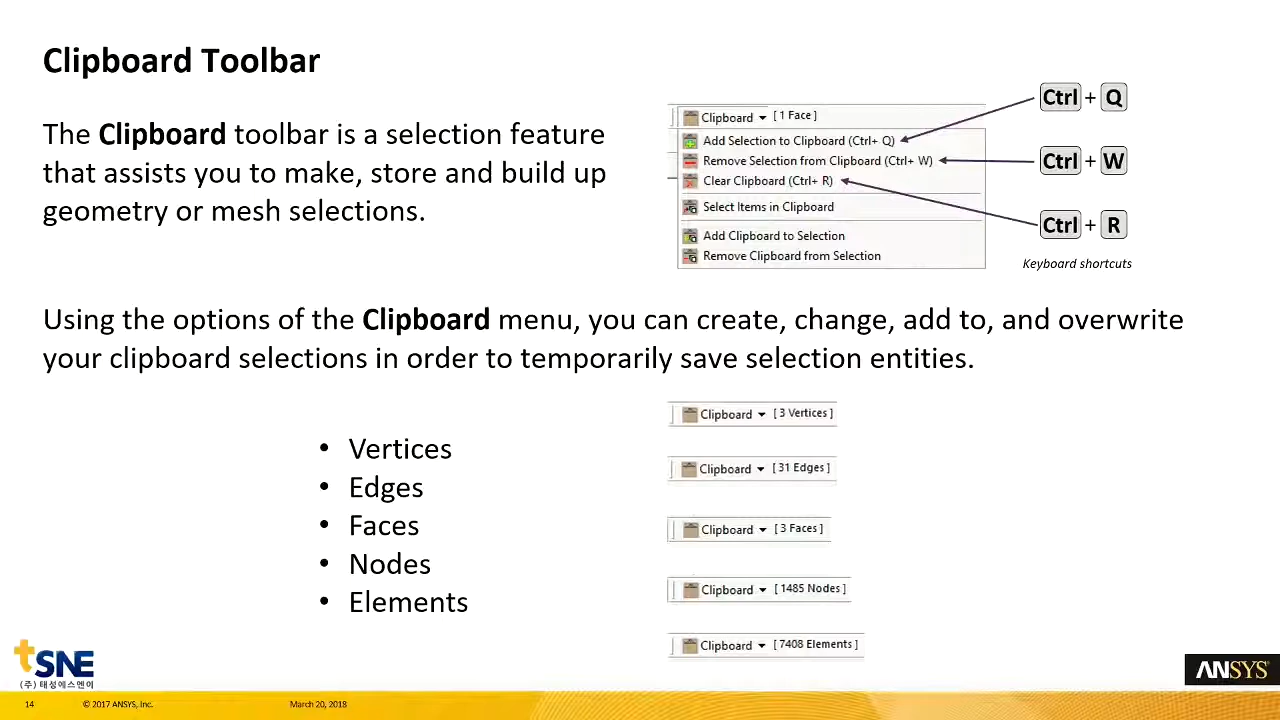 Clipboard Toolbar
The Clipboard toolbar is a selection feature
that assists you to make, store and build up
geometry or mesh selections.
Clipboard [ 1 Face ]
Add Selection to Clipboard (Ctrl+ Q)
Remove Selection from Clipboard (Ctrl+ W)
Clear Clipboard (Ctrl+ R)
Select Items in Clipboard
Add Clipboard to Selection
Remove Clipboard from Selection
Ctrl + Q
Ctrl + W
Ctrl + R
Keyboard shortcuts
Using the options of the Clipboard menu, you can create, change, add to, and overwrite
your clipboard selections in order to temporarily save selection entities.
• Vertices
• Edges
• Faces
• Nodes
• Elements
Clipboard [ 3 Vertices ]
Clipboard [ 31 Edges ]
Clipboard [ 3 Faces ]
Clipboard [ 1485 Nodes ]
Clipboard [ 7408 Elements ]
tSNE
(주)태성에스엔이
ANSYS
14 © 2017 ANSYS, Inc. March 20, 2018